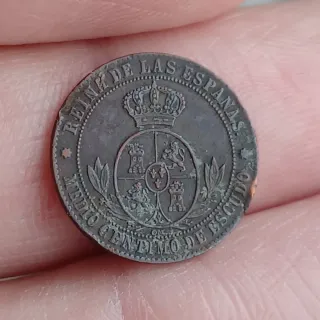 REINA DE LAS ESPAÑAS
MEDIO CENTIMO DE ESCUDO